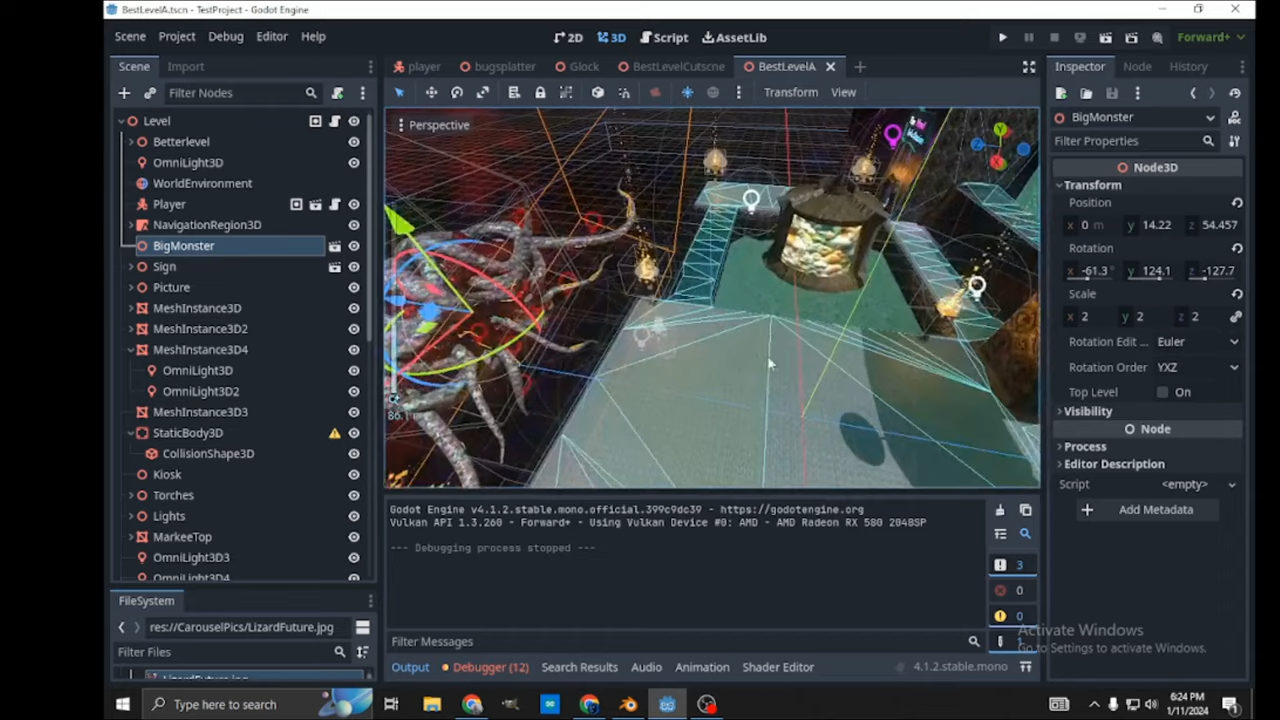 BestLevelA.tscn - TestProject - Godot Engine
Scene Project Debug Editor Help
2D 3D Script AssetLib
Forward+
Scene Import
player bugsplatter Glock BestLevelCutscne BestLevelA
Inspector Node History
Filter Nodes
Transform View
Perspective
Level
Betterlevel
OmniLight3D
WorldEnvironment
Player
NavigationRegion3D
BigMonster
Sign
Picture
MeshInstance3D
MeshInstance3D2
MeshInstance3D4
OmniLight3D
OmniLight3D2
MeshInstance3D3
StaticBody3D
CollisionShape3D
Kiosk
Torches
Lights
MarkeeTop
OmniLight3D3
OmniLight3D4
FileSystem
res://CarouselPics/LizardFuture.jpg
Filter Files
LizardFuture.jpg
Godot Engine v4.1.2.stable.mono.official.399c9dc39 - https://godotengine.org
Vulkan API 1.3.260 - Forward+ - Using Vulkan Device #0: AMD - AMD Radeon RX 580 2048SP
--- Debugging process stopped ---
3
0
0
Filter Messages
Output Debugger (12) Search Results Audio Animation Shader Editor
4.1.2.stable.mono
BigMonster
Filter Properties
Node3D
Transform
Position
x 0 m y 14.22 z 54.457
Rotation
x -61.3 ° y 124.1 z -127.7
Scale
x 2 y 2 z 2
Rotation Edit ... Euler
Rotation Order YXZ
Top Level On
Visibility
Node
Process
Editor Description
Script <empty>
Add Metadata
Activate Windows
Go to Settings to activate Windows.
Type here to search
6:24 PM
1/11/2024